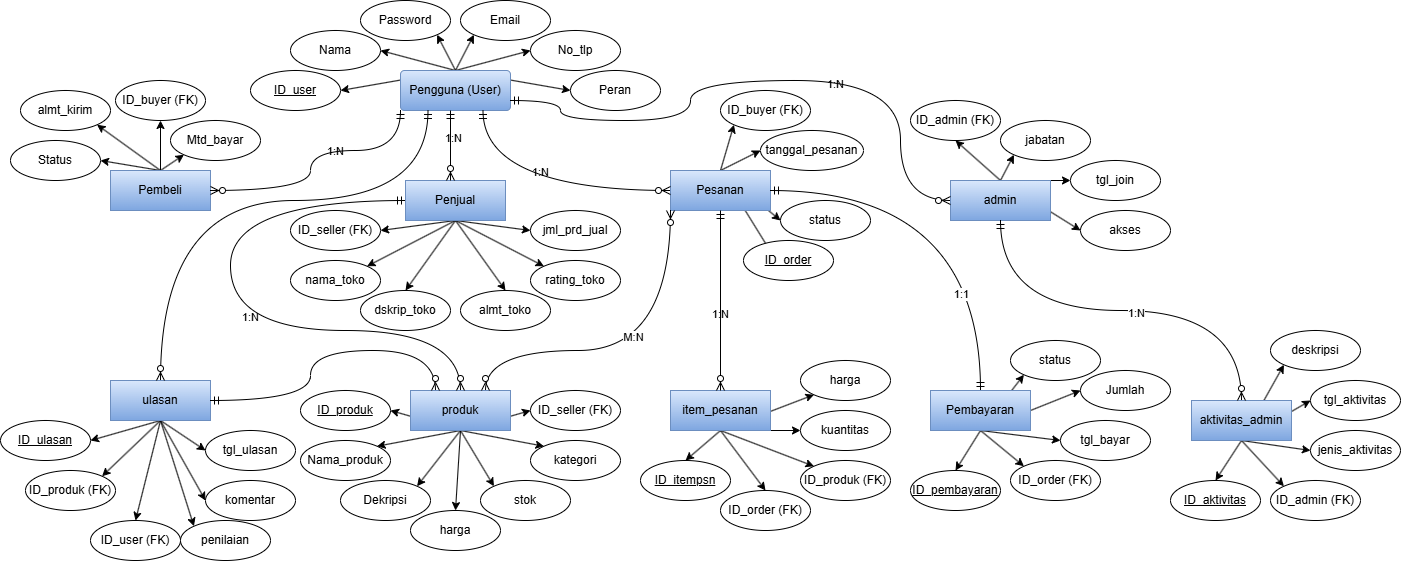 Password
Email
Nama
No_tlp
ID_user
Pengguna (User)
Peran
1:N
almt_kirim
ID_buyer (FK)
Mtd_bayar
Status
Pembeli
1:N
1:N
1:N
Penjual
ID_seller (FK)
jml_prd_jual
nama_toko
rating_toko
dskrip_toko
almt_toko
1:N
ID_buyer (FK)
tanggal_pesanan
Pesanan
status
ID_order
ID_admin (FK)
jabatan
tgl_join
admin
akses
1:1
1:N
1:N
M:N
ulasan
ID_ulasan
tgl_ulasan
ID_produk (FK)
komentar
ID_user (FK)
penilaian
produk
ID_produk
ID_seller (FK)
Nama_produk
kategori
Dekripsi
stok
harga
item_pesanan
harga
kuantitas
ID_itempsn
ID_produk (FK)
ID_order (FK)
Pembayaran
status
Jumlah
tgl_bayar
ID_pembayaran
ID_order (FK)
aktivitas_admin
deskripsi
tgl_aktivitas
jenis_aktivitas
ID_aktivitas
ID_admin (FK)